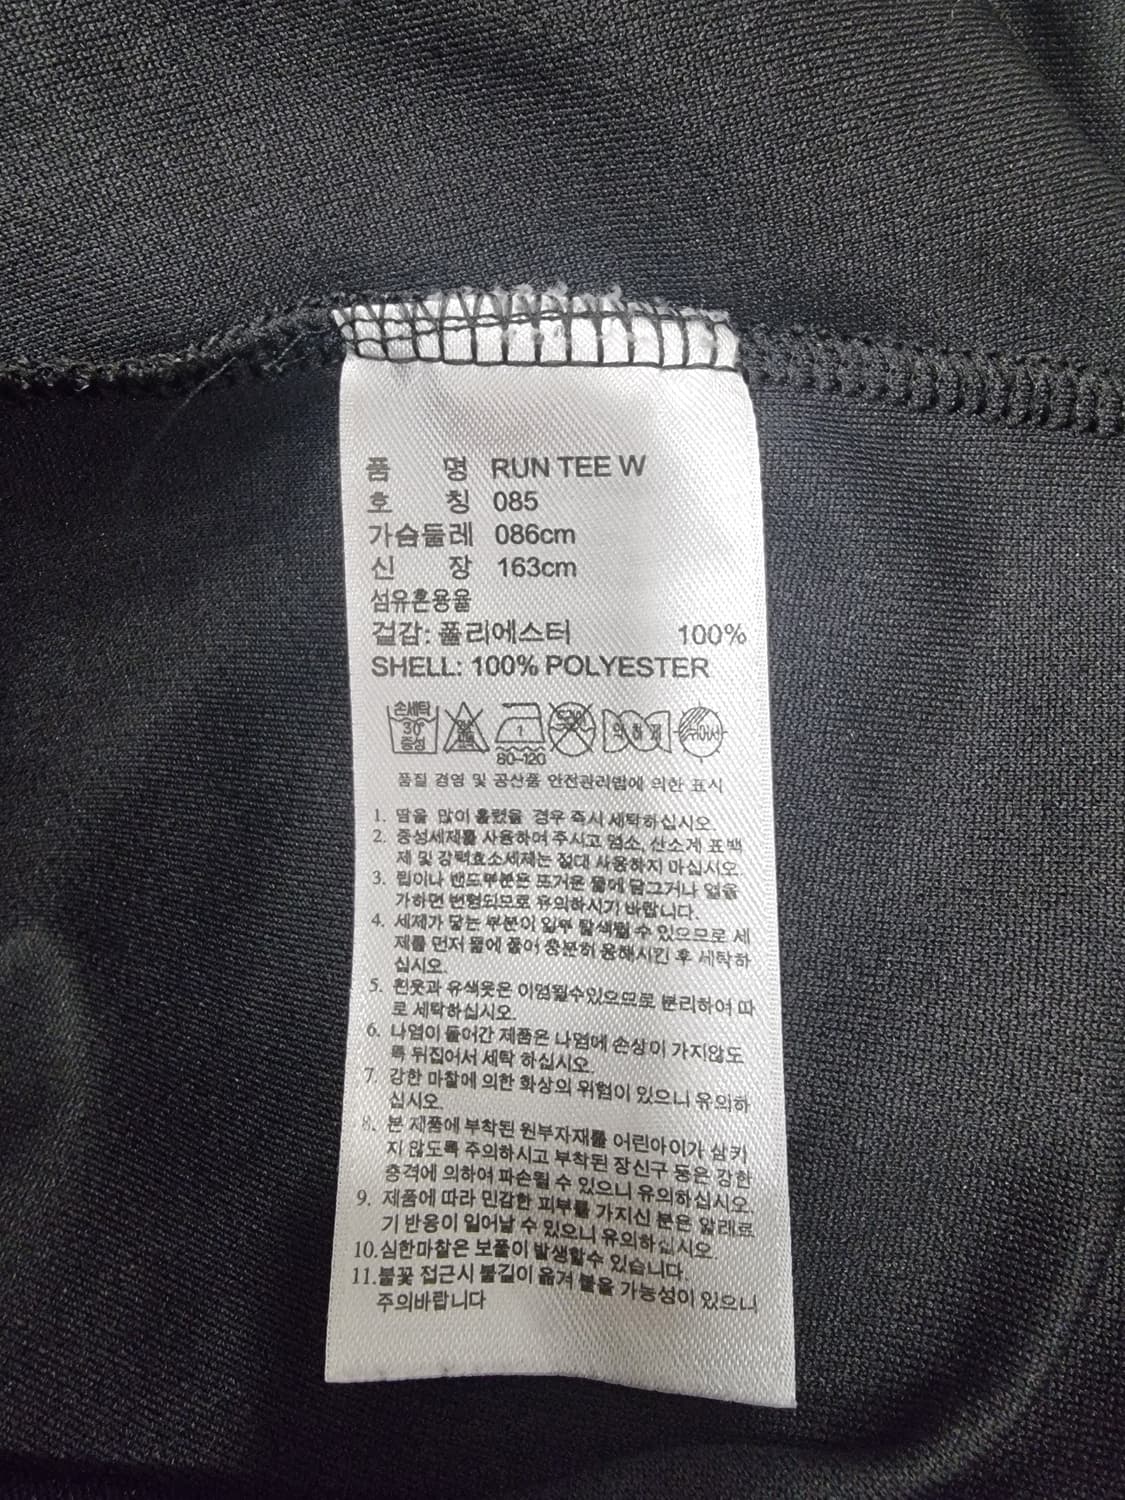 품 명 RUN TEE W
호 칭 085
가슴둘레 086cm
신 장 163cm
섬유혼용율
겉감: 폴리에스터 100%
SHELL: 100% POLYESTER
손세탁
30°
중성
1
80~120
품질 경영 및 공산품 안전관리법에 의한 표시
1. 땀을 많이 흘렸을 경우 즉시 세탁하십시오.
2. 중성세제를 사용하여 주시고 염소, 산소계 표백
제 및 강력효소세제는 절대 사용하지 마십시오.
3. 립이나 밴드부분은 뜨거운 물에 담그거나 열을
가하면 변형되므로 유의하시기 바랍니다.
4. 세제가 닿는 부분이 일부 탈색될 수 있으므로 세
제를 먼저 물에 풀어 충분히 용해시킨 후 세탁하
십시오.
5. 흰옷과 유색옷은 이염될수있으므로 분리하여 따
로 세탁하십시오.
6. 나염이 들어간 제품은 나염에 손상이 가지않도
록 뒤집어서 세탁 하십시오.
7. 강한 마찰에 의한 화상의 위험이 있으니 유의하
십시오.
8. 본 제품에 부착된 원부자재를 어린아이가 삼키
지 않도록 주의하시고 부착된 장신구 등은 강한
충격에 의하여 파손될 수 있으니 유의하십시오.
9. 제품에 따라 민감한 피부를 가지신 분은 알래르
기 반응이 일어날 수 있으니 유의하십시오.
10.심한마찰은 보풀이 발생할수 있습니다.
11.불꽃 접근시 불길이 옮겨 붙을 가능성이 있으니
주의바랍니다